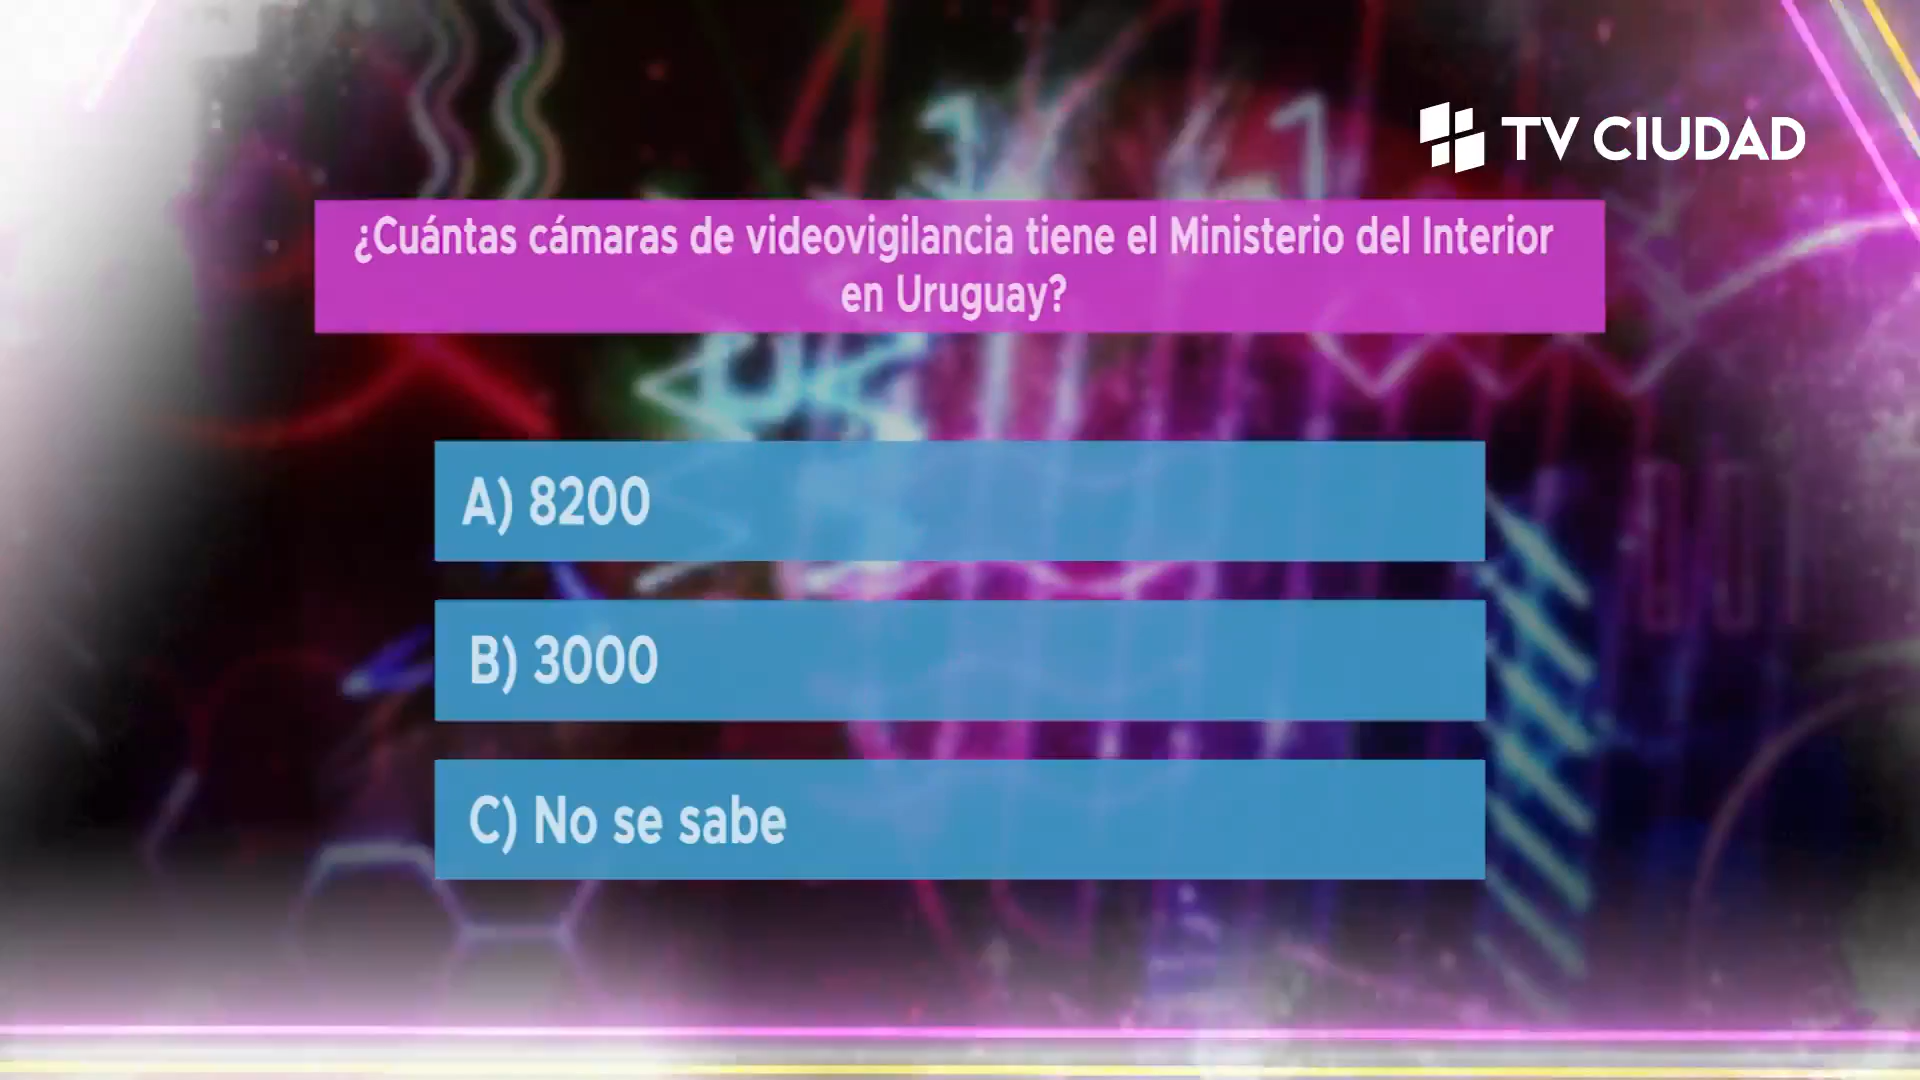 TV CIUDAD
¿Cuántas cámaras de videovigilancia tiene el Ministerio del Interior
en Uruguay?
A) 8200
B) 3000
C) No se sabe